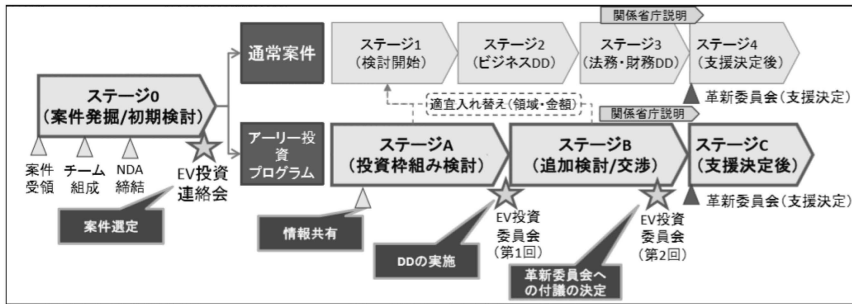 関係省庁説明
通常案件
ステージ1
(検討開始)
ステージ2
(ビジネスDD)
ステージ3
(法務・財務DD)
ステージ4
(支援決定後)
革新委員会(支援決定)
適宜入れ替え(領域・金額)
関係省庁説明
ステージ0
(案件発掘/初期検討)
アーリー投資
プログラム
ステージA
(投資枠組み検討)
ステージB
(追加検討/交渉)
ステージC
(支援決定後)
革新委員会(支援決定)
案件
受領
チーム
組成
NDA
締結
EV投資
連絡会
案件選定
情報共有
EV投資
委員会
(第1回)
DDの実施
EV投資
委員会
(第2回)
革新委員会へ
の付議の決定